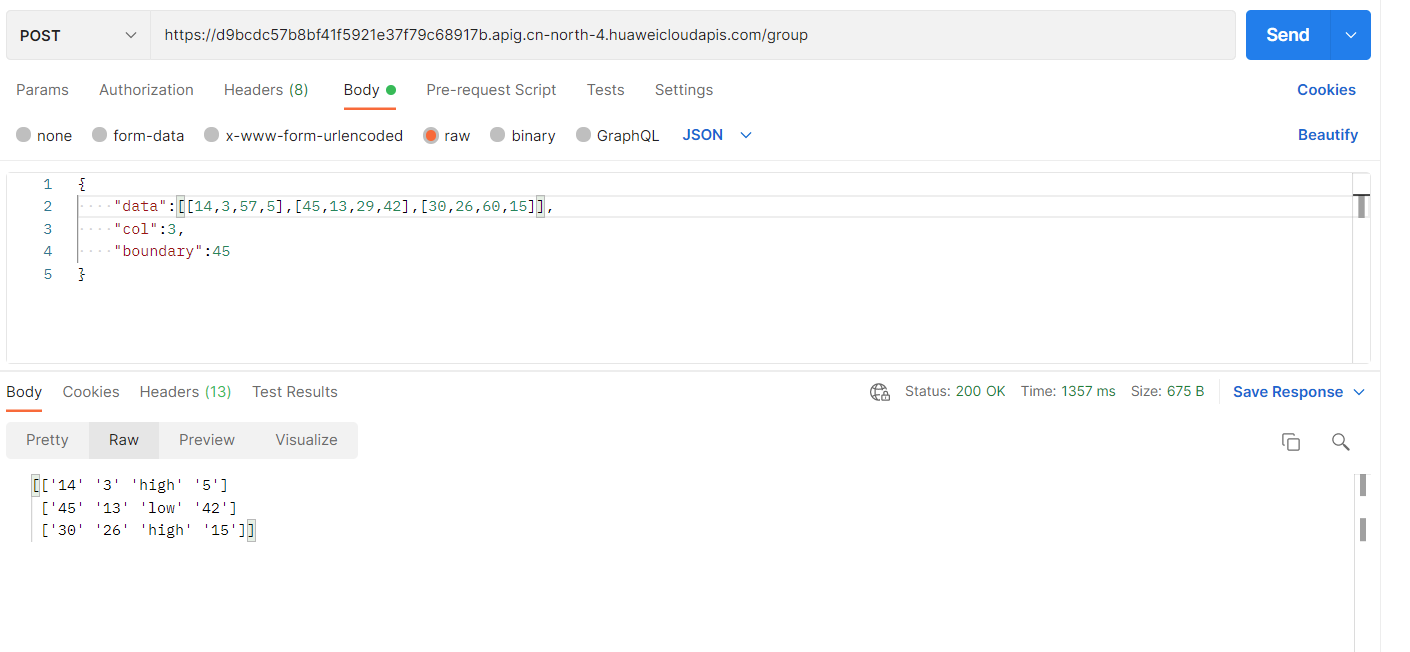 POST https://d9bcdc57b8bf41f5921e37f79c68917b.apig.cn-north-4.huaweicloudapis.com/group Send
Params Authorization Headers (8) Body Pre-request Script Tests Settings Cookies
none form-data x-www-form-urlencoded raw binary GraphQL JSON Beautify
1 {
2 ····"data":[[14,3,57,5],[45,13,29,42],[30,26,60,15]],
3 ····"col":3,
4 ····"boundary":45
5 }
Body Cookies Headers (13) Test Results Status: 200 OK Time: 1357 ms Size: 675 B Save Response
Pretty Raw Preview Visualize
[['14' '3' 'high' '5']
['45' '13' 'low' '42']
['30' '26' 'high' '15']]